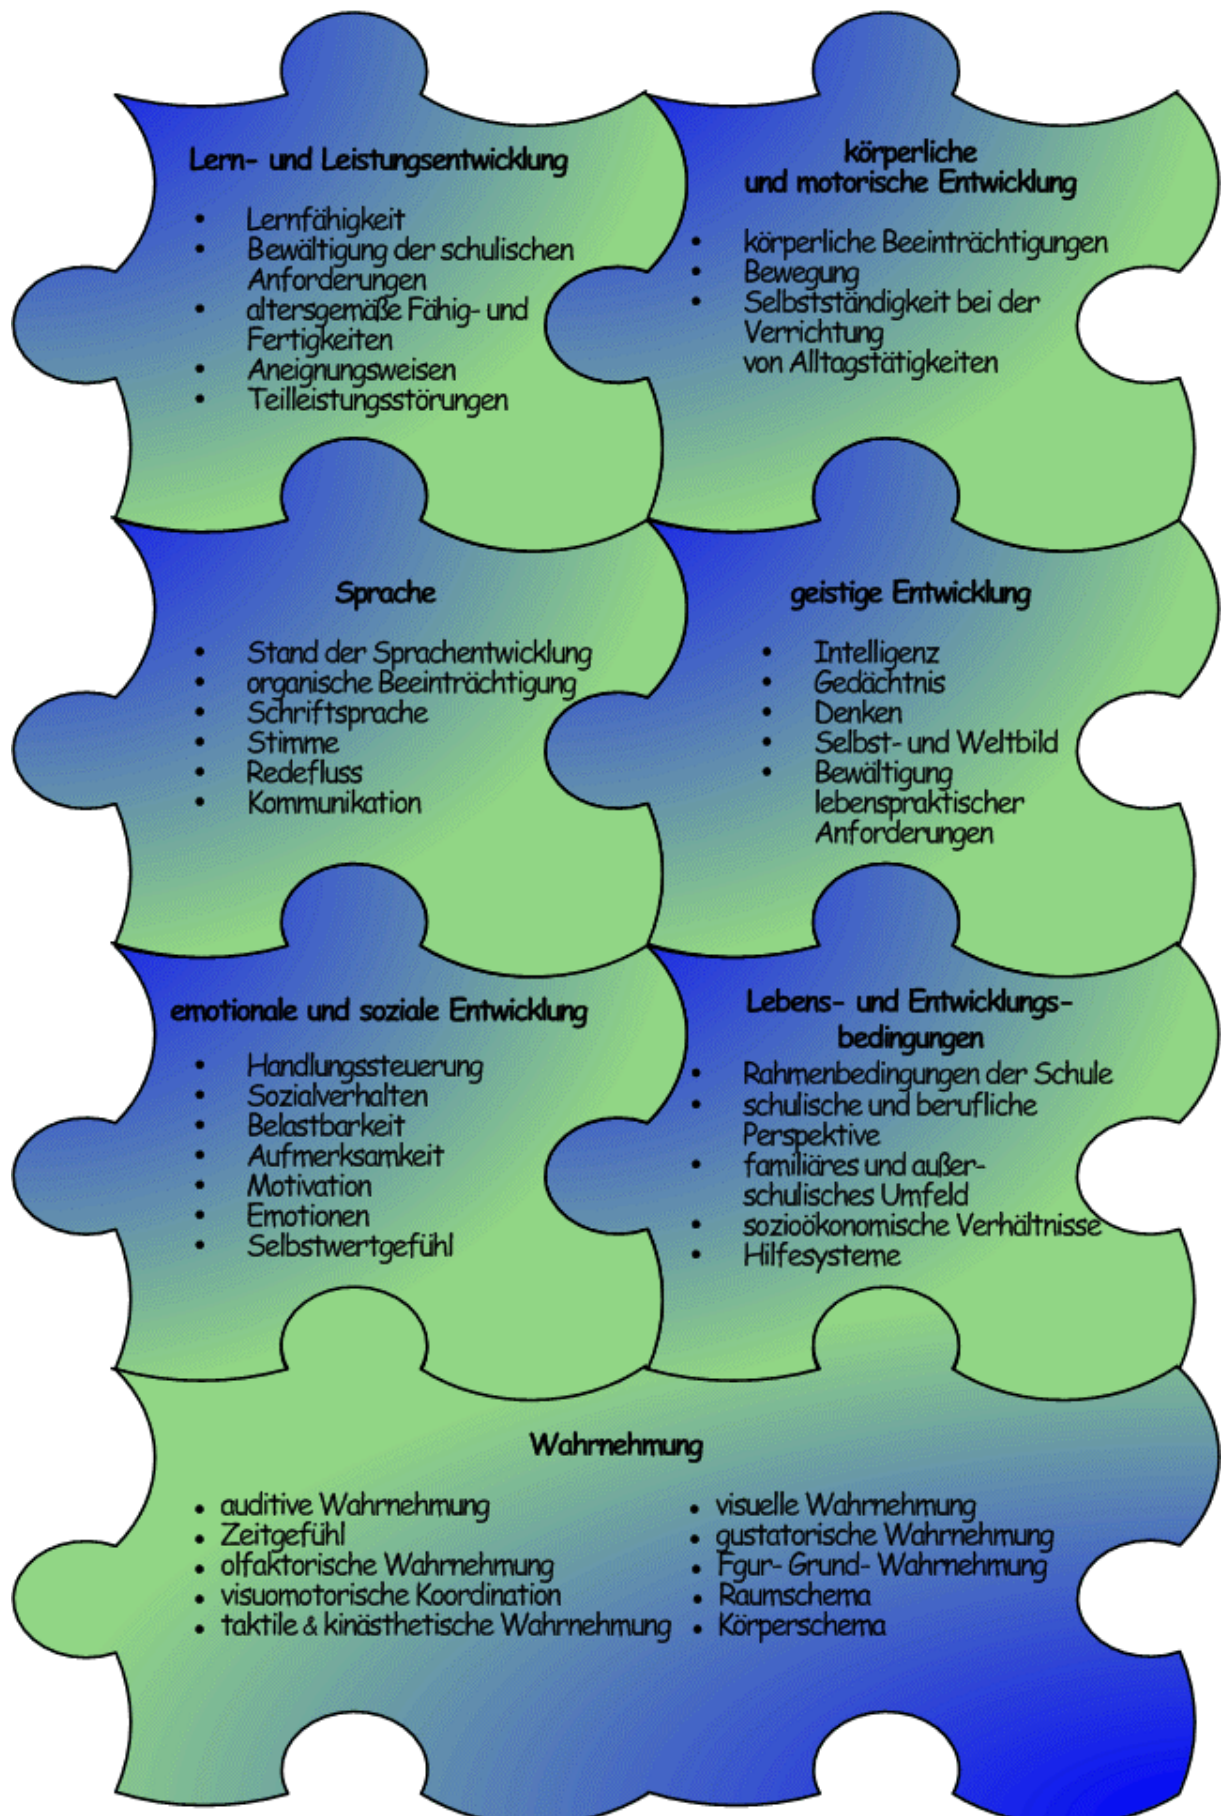 Lern- und Leistungsentwicklung
• Lernfähigkeit
• Bewältigung der schulischen
Anforderungen
• altersgemäße Fähig- und
Fertigkeiten
• Aneignungsweisen
• Teilleistungsstörungen
körperliche
und motorische Entwicklung
• körperliche Beeinträchtigungen
• Bewegung
• Selbstständigkeit bei der
Verrichtung
von Alltagstätigkeiten
Sprache
• Stand der Sprachentwicklung
• organische Beeinträchtigung
• Schriftsprache
• Stimme
• Redefluss
• Kommunikation
geistige Entwicklung
• Intelligenz
• Gedächtnis
• Denken
• Selbst- und Weltbild
• Bewältigung
lebenspraktischer
Anforderungen
emotionale und soziale Entwicklung
• Handlungssteuerung
• Sozialverhalten
• Belastbarkeit
• Aufmerksamkeit
• Motivation
• Emotionen
• Selbstwertgefühl
Lebens- und Entwicklungs-
bedingungen
• Rahmenbedingungen der Schule
• schulische und berufliche
Perspektive
• familiäres und außer-
schulisches Umfeld
• sozioökonomische Verhältnisse
• Hilfesysteme
Wahrnehmung
• auditive Wahrnehmung
• Zeitgefühl
• olfaktorische Wahrnehmung
• visuomotorische Koordination
• taktile & kinästhetische Wahrnehmung
• visuelle Wahrnehmung
• gustatorische Wahrnehmung
• Fgur- Grund- Wahrnehmung
• Raumschema
• Körperschema